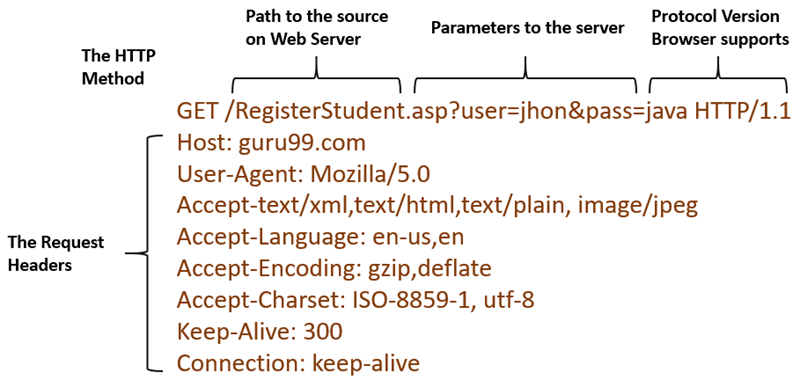 Path to the source
on Web Server
Parameters to the server
Protocol Version
Browser supports
The HTTP
Method
GET /RegisterStudent.asp?user=jhon&pass=java HTTP/1.1
Host: guru99.com
User-Agent: Mozilla/5.0
Accept-text/xml,text/html,text/plain, image/jpeg
Accept-Language: en-us,en
Accept-Encoding: gzip,deflate
Accept-Charset: ISO-8859-1, utf-8
Keep-Alive: 300
Connection: keep-alive
The Request
Headers